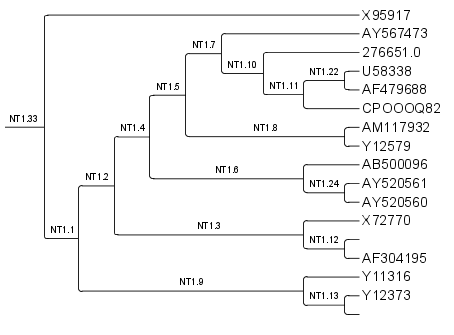 X95917
AY567473
NT1.7
276651.0
NT1.10
U58338
NT1.22
NT1.11
NT1.5
AF479688
CPOOOQ82
NT1.33
AM117932
NT1.4
NT1.8
Y12579
AB500096
NT1.6
NT1.2
AY520561
NT1.24
AY520560
X72770
NT1.3
NT1.1
NT1.12
AF304195
Y11316
NT1.9
Y12373
NT1.13